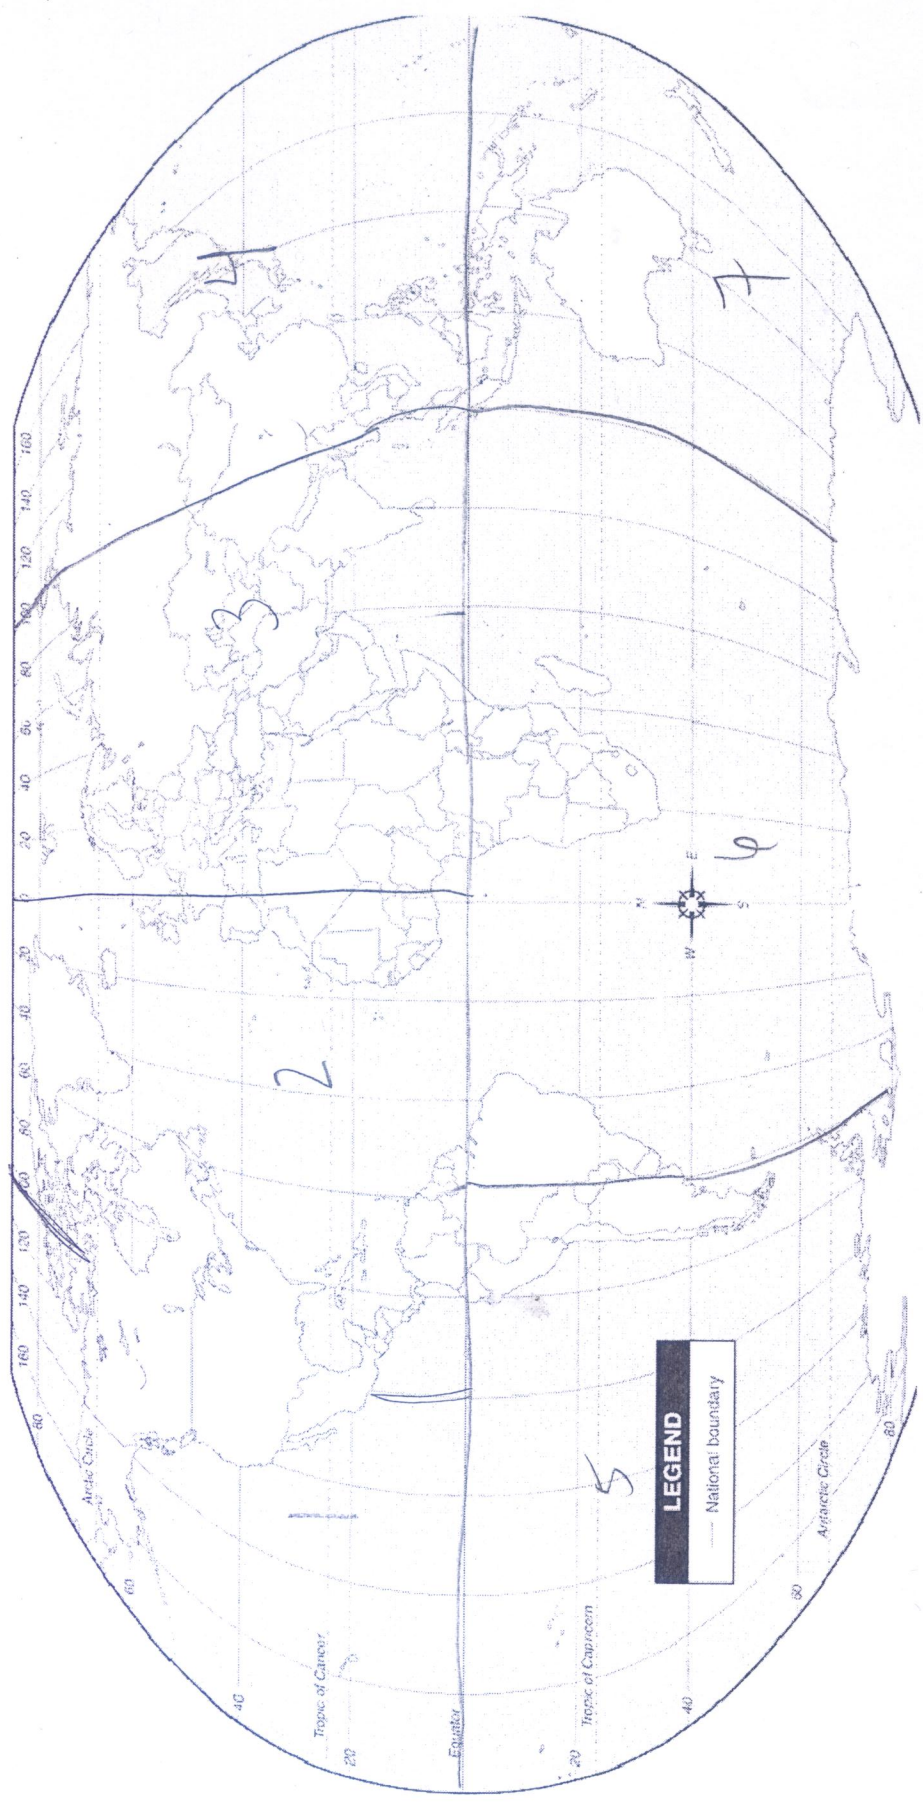 160 140 120 100 80 60 40 20 0 20 40 60 80 100 120 140 160
80
Arctic Circle
60
40
3
4
1
2
Tropic of Cancer
20
Equator
20
Tropic of Capricorn
5
N
W E
S
40
LEGEND
National boundary
6
7
60
Antarctic Circle
80